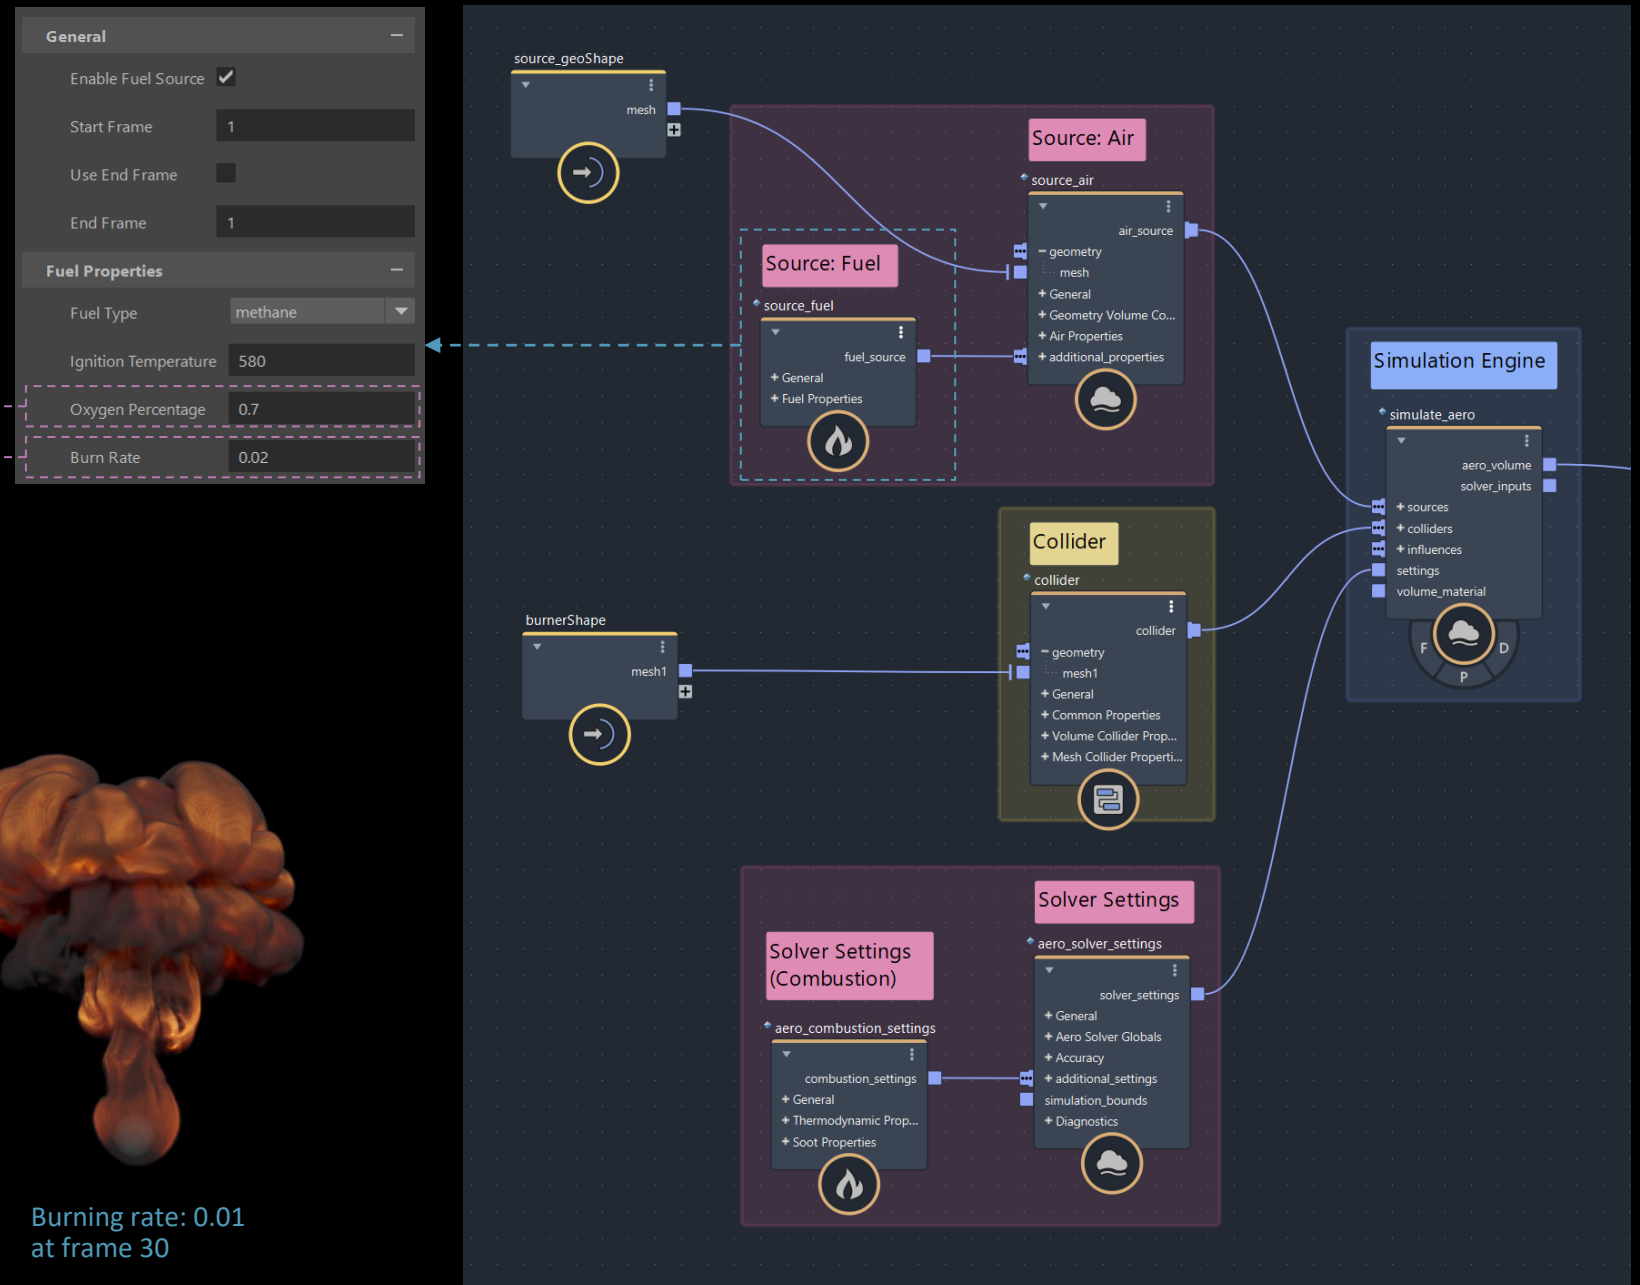 General
Enable Fuel Source
Start Frame 1
Use End Frame
End Frame 1
Fuel Properties
Fuel Type methane
Ignition Temperature 580
Oxygen Percentage 0.7
Burn Rate 0.02
Burning rate: 0.01
at frame 30
source_geoShape
mesh
Source: Air
source_air
air_source
geometry
mesh
General
Geometry Volume Co...
Air Properties
additional_properties
Source: Fuel
source_fuel
fuel_source
General
Fuel Properties
Simulation Engine
simulate_aero
aero_volume
solver_inputs
sources
colliders
influences
settings
volume_material
F
D
P
Collider
collider
collider
geometry
mesh1
General
Common Properties
Volume Collider Prop...
Mesh Collider Properti...
burnerShape
mesh1
Solver Settings
aero_solver_settings
solver_settings
General
Aero Solver Globals
Accuracy
additional_settings
simulation_bounds
Diagnostics
Solver Settings
(Combustion)
aero_combustion_settings
combustion_settings
General
Thermodynamic Prop...
Soot Properties